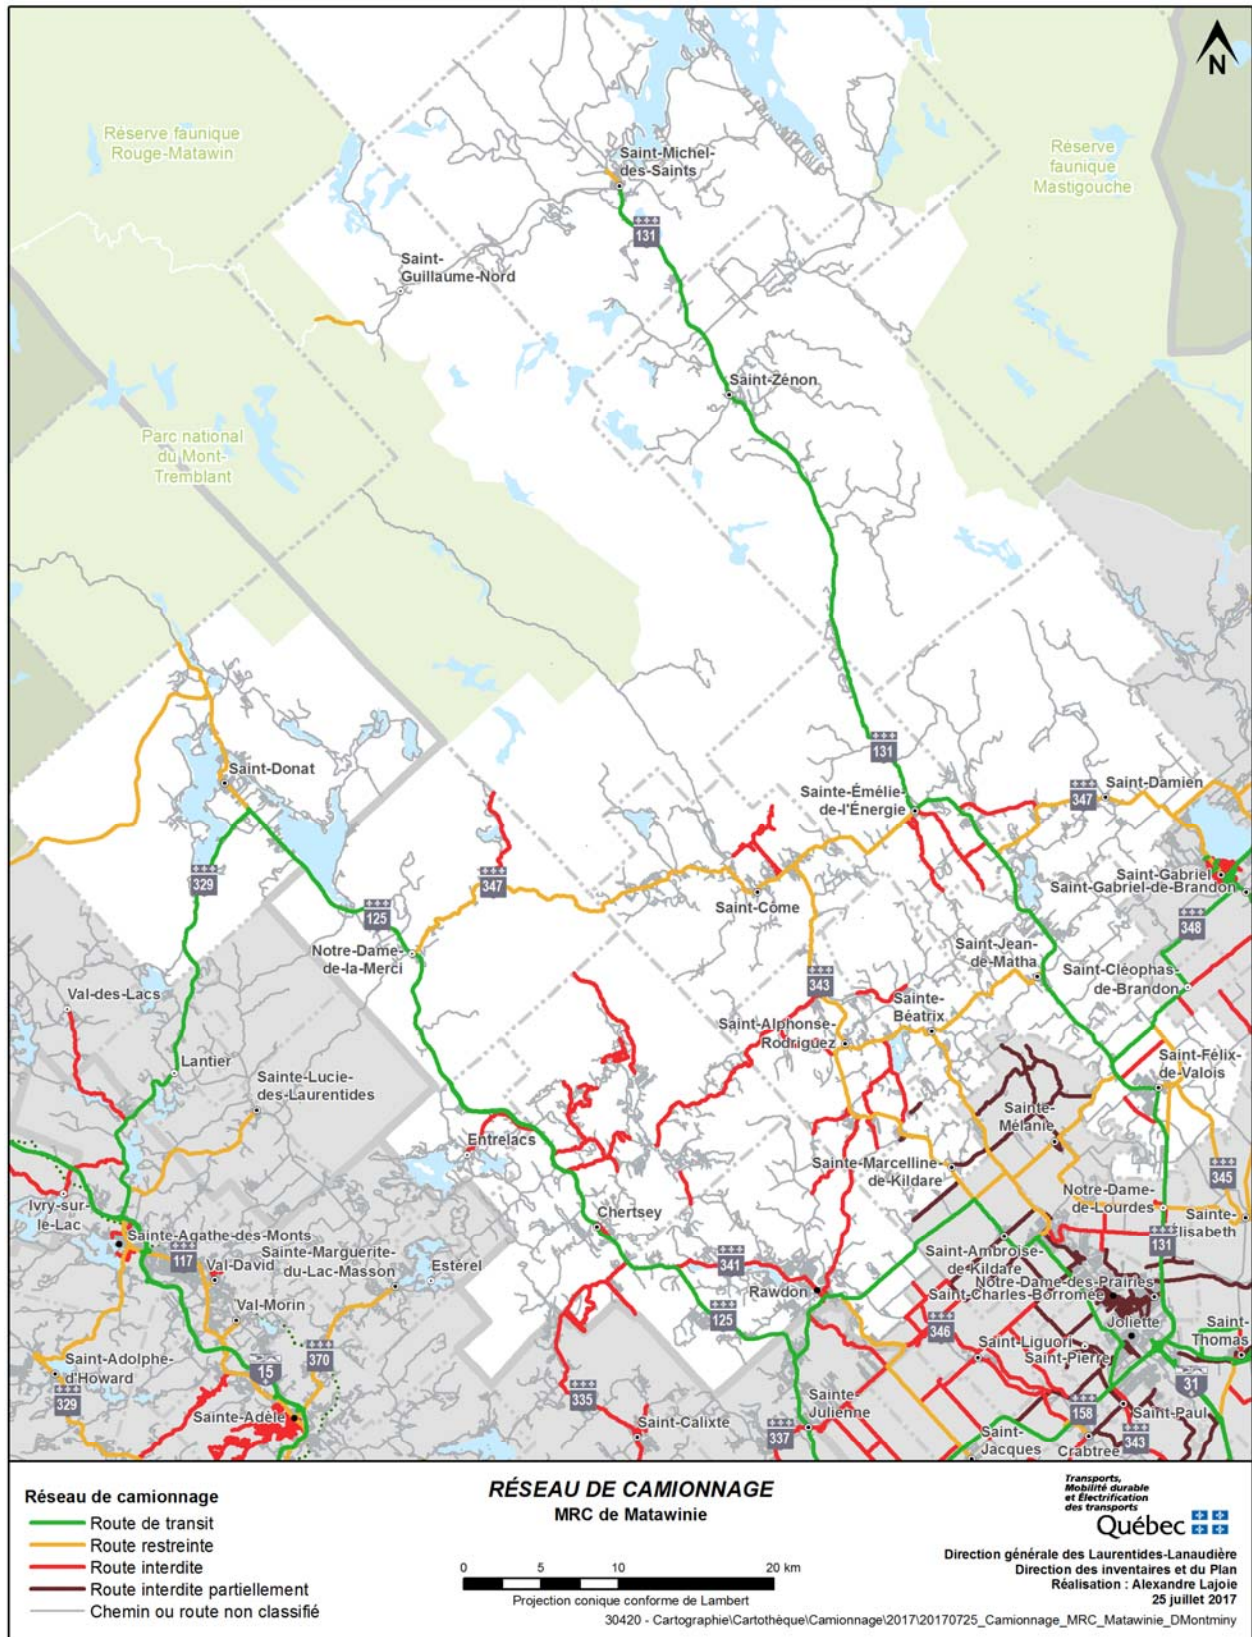 N
Réserve faunique
Rouge-Matawin
Saint-Michel-
des-Saints
Réserve
faunique
Mastigouche
131
Saint-
Guillaume-Nord
Saint-Zénon
Parc national
du Mont-
Tremblant
131
Saint-Donat
Sainte-Émélie-
de-l'Énergie
347
Saint-Damien
329
347
Saint-Gabriel
Saint-Gabriel-de-Brandon
125
Saint-Côme
348
Notre-Dame-
de-la-Merci
Saint-Jean-
de-Matha
Saint-Cléophas-
de-Brandon
Val-des-Lacs
343
Sainte-
Béatrix
Saint-Alphonse-
Rodriguez
Lantier
Saint-Félix-
de-Valois
Sainte-Lucie-
des-Laurentides
Sainte-
Mélanie
Entrelacs
Sainte-Marcelline-
de-Kildare
345
Ivry-sur-
le-Lac
Chertsey
Notre-Dame-
de-Lourdes
Sainte-
Élisabeth
Sainte-Agathe-des-Monts
131
117
Val-David
Sainte-Marguerite-
du-Lac-Masson
Estérel
341
Saint-Ambroise-
de-Kildare
Rawdon
Notre-Dame-des-Prairies
Saint-Charles-Borromée
Val-Morin
125
346
Joliette
Saint-
Thomas
Saint-Liguori
Saint-Pierre
370
15
Saint-Adolphe-
d'Howard
31
329
335
Sainte-Adèle
Saint-Calixte
Sainte-
Julienne
337
158
Saint-Paul
Saint-
Jacques
Crabtree
343
Réseau de camionnage
Route de transit
Route restreinte
Route interdite
Route interdite partiellement
Chemin ou route non classifié
RÉSEAU DE CAMIONNAGE
MRC de Matawinie
0 5 10 20 km
Projection conique conforme de Lambert
Transports,
Mobilité durable
et Électrification
des transports
Québec
Direction générale des Laurentides-Lanaudière
Direction des inventaires et du Plan
Réalisation : Alexandre Lajoie
25 juillet 2017
30420 - Cartographie\Cartothèque\Camionnage\2017\20170725_Camionnage_MRC_Matawinie_DMontminy